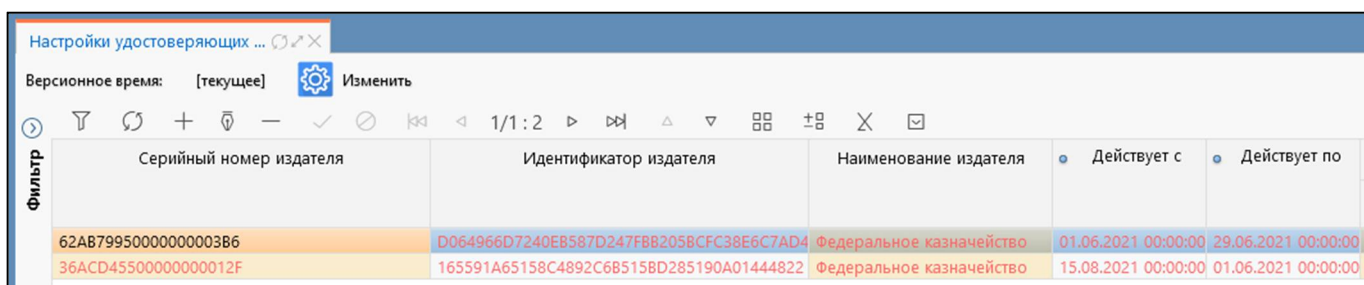 Настройки удостоверяющих ...
Версионное время: [текущее] Изменить
1/1 : 2
Фильтр
Серийный номер издателя Идентификатор издателя Наименование издателя Действует с Действует по
62AB79950000000003B6 D064966D7240EB587D247FBB205BCFC38E6C7AD4 Федеральное казначейство 01.06.2021 00:00:00 29.06.2021 00:00:00
36ACD45500000000012F 165591A65158C4892C6B515BD285190A01444822 Федеральное казначейство 15.08.2021 00:00:00 01.06.2021 00:00:00